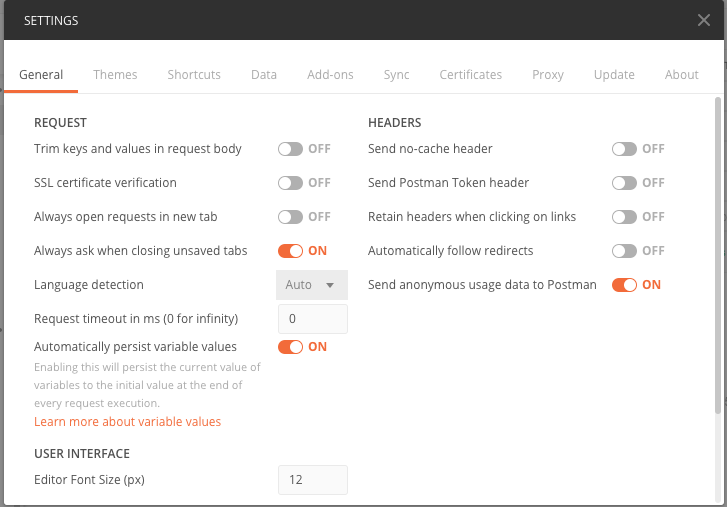 SETTINGS
General Themes Shortcuts Data Add-ons Sync Certificates Proxy Update About
REQUEST
Trim keys and values in request body OFF
SSL certificate verification OFF
Always open requests in new tab OFF
Always ask when closing unsaved tabs ON
Language detection Auto
Request timeout in ms (0 for infinity) 0
Automatically persist variable values ON
Enabling this will persist the current value of
variables to the initial value at the end of
every request execution.
Learn more about variable values
USER INTERFACE
Editor Font Size (px) 12
HEADERS
Send no-cache header OFF
Send Postman Token header OFF
Retain headers when clicking on links OFF
Automatically follow redirects OFF
Send anonymous usage data to Postman ON